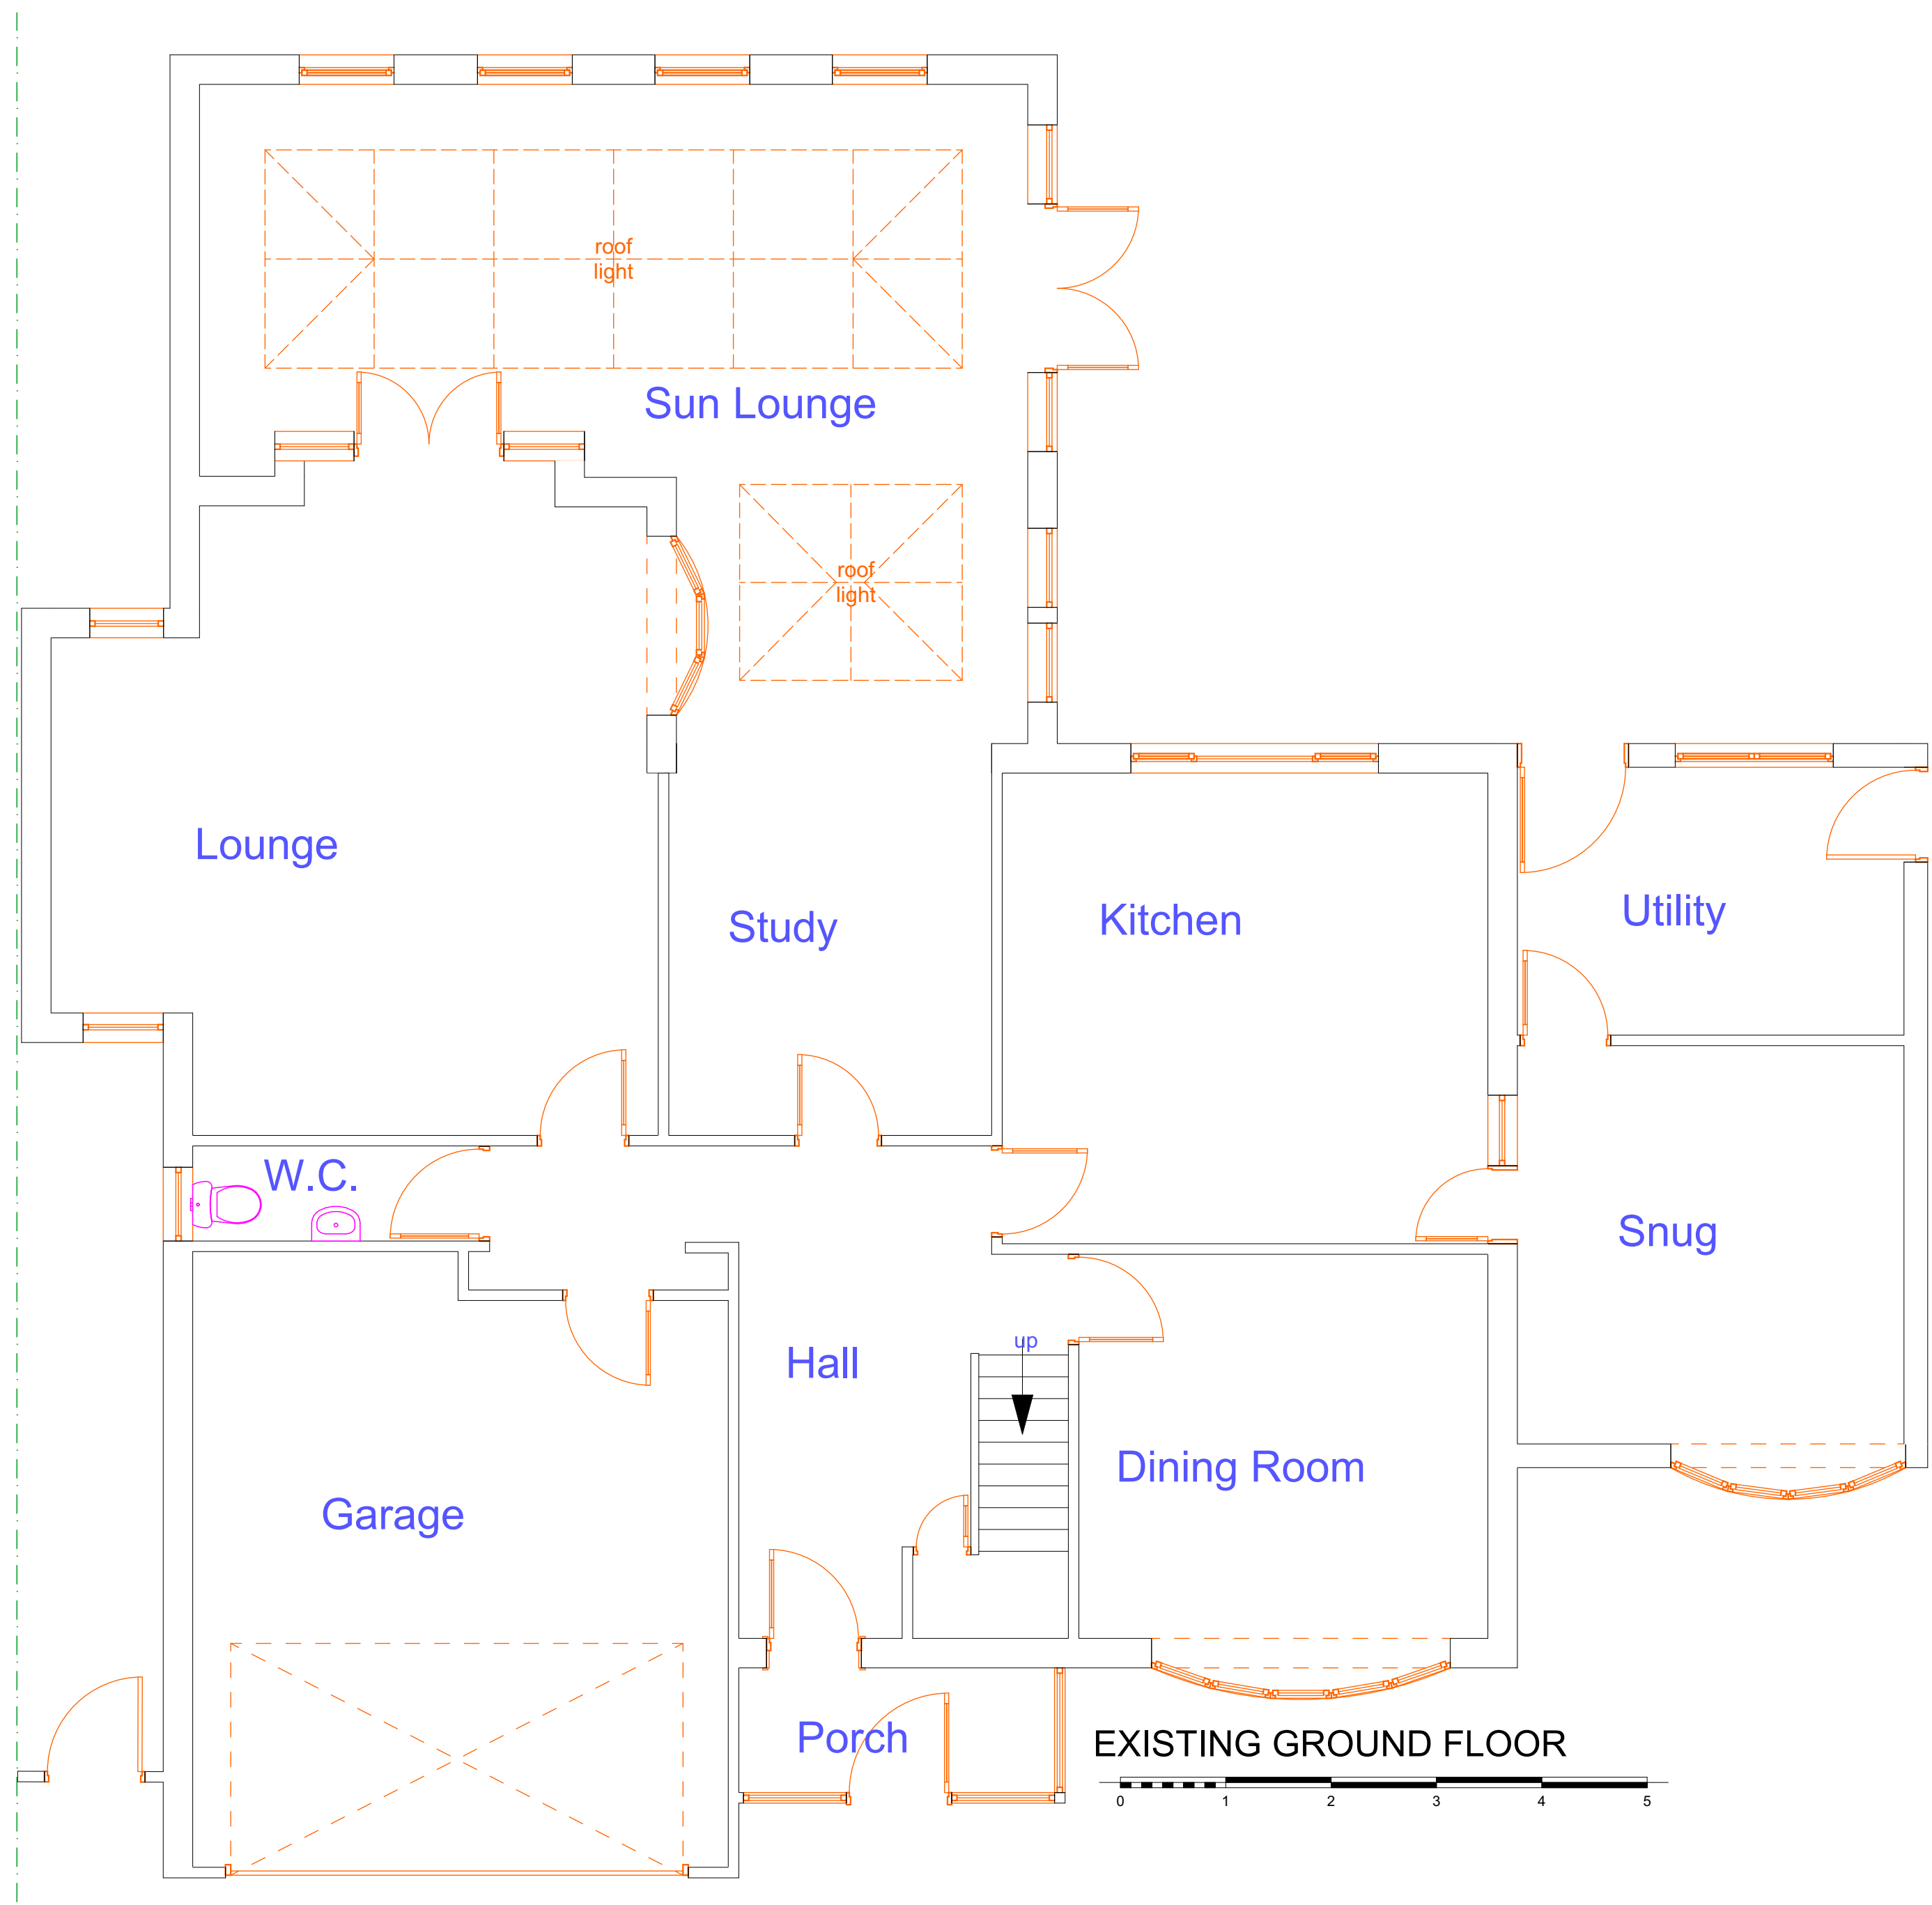 roof
light
Sun Lounge
roof
light
Lounge
Study
Kitchen
Utility
W.C.
Snug
Hall
up
Dining Room
Garage
Porch
EXISTING GROUND FLOOR
0 1 2 3 4 5